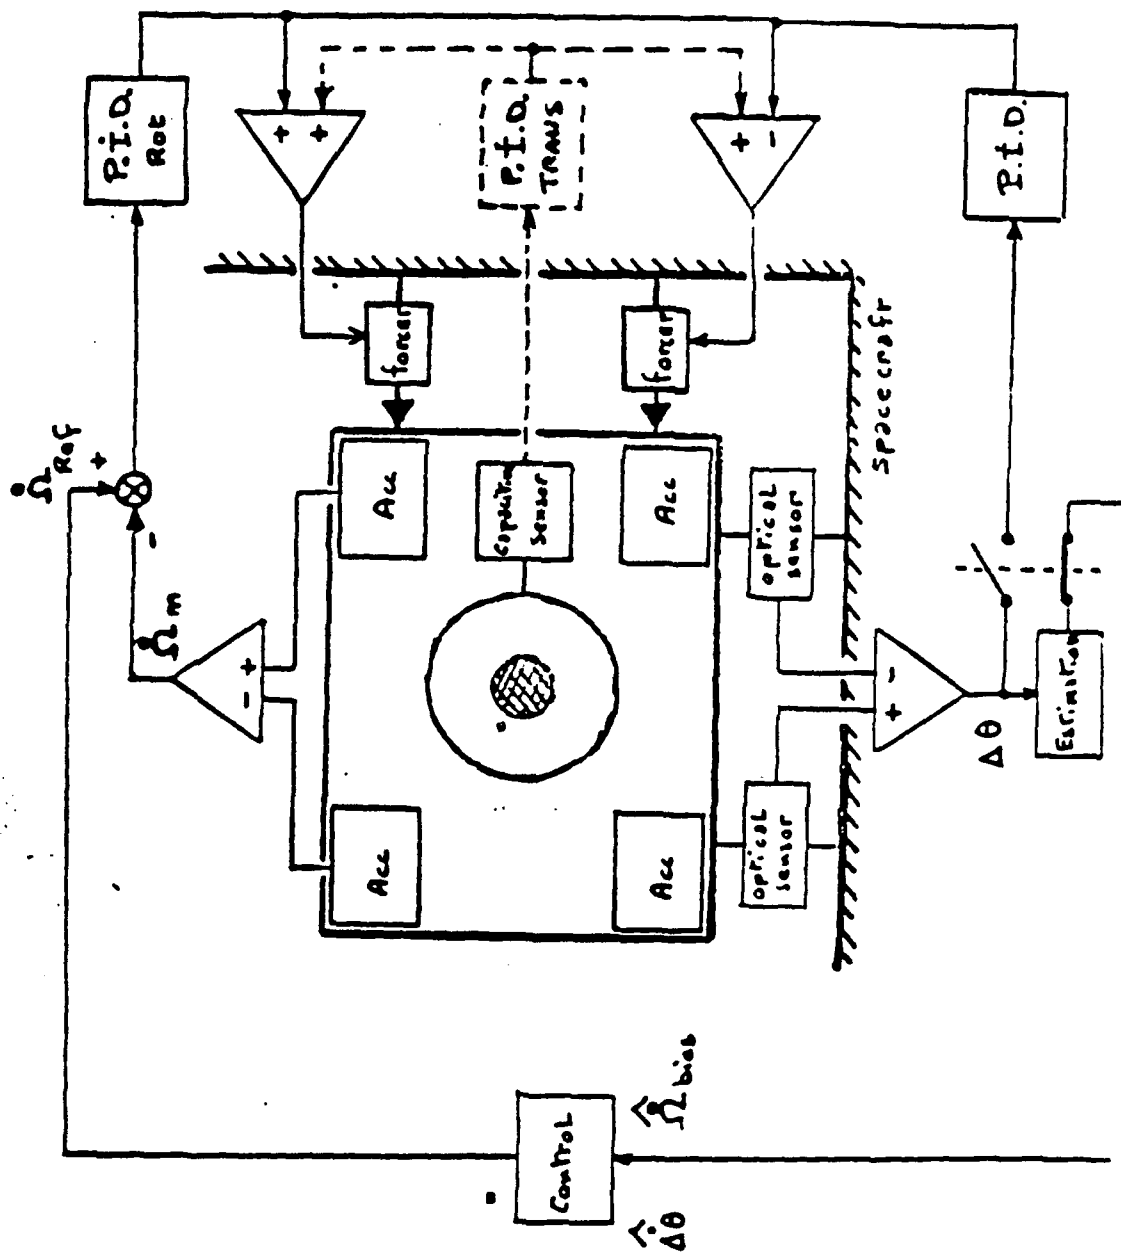 P.I.D.
Rot
+
+
P.I.D.
TRANS
+
-
P.I.D.
forcer
forcer
Spacecraft
Ω̇ Ref
+
-
Ω̇ m
+
-
Acc
Capacitive
sensor
Acc
optical
sensor
Acc
Acc
optical
sensor
-
+
Δθ
Estimation
Control
Ω̇̂ bias
Δθ̇̂